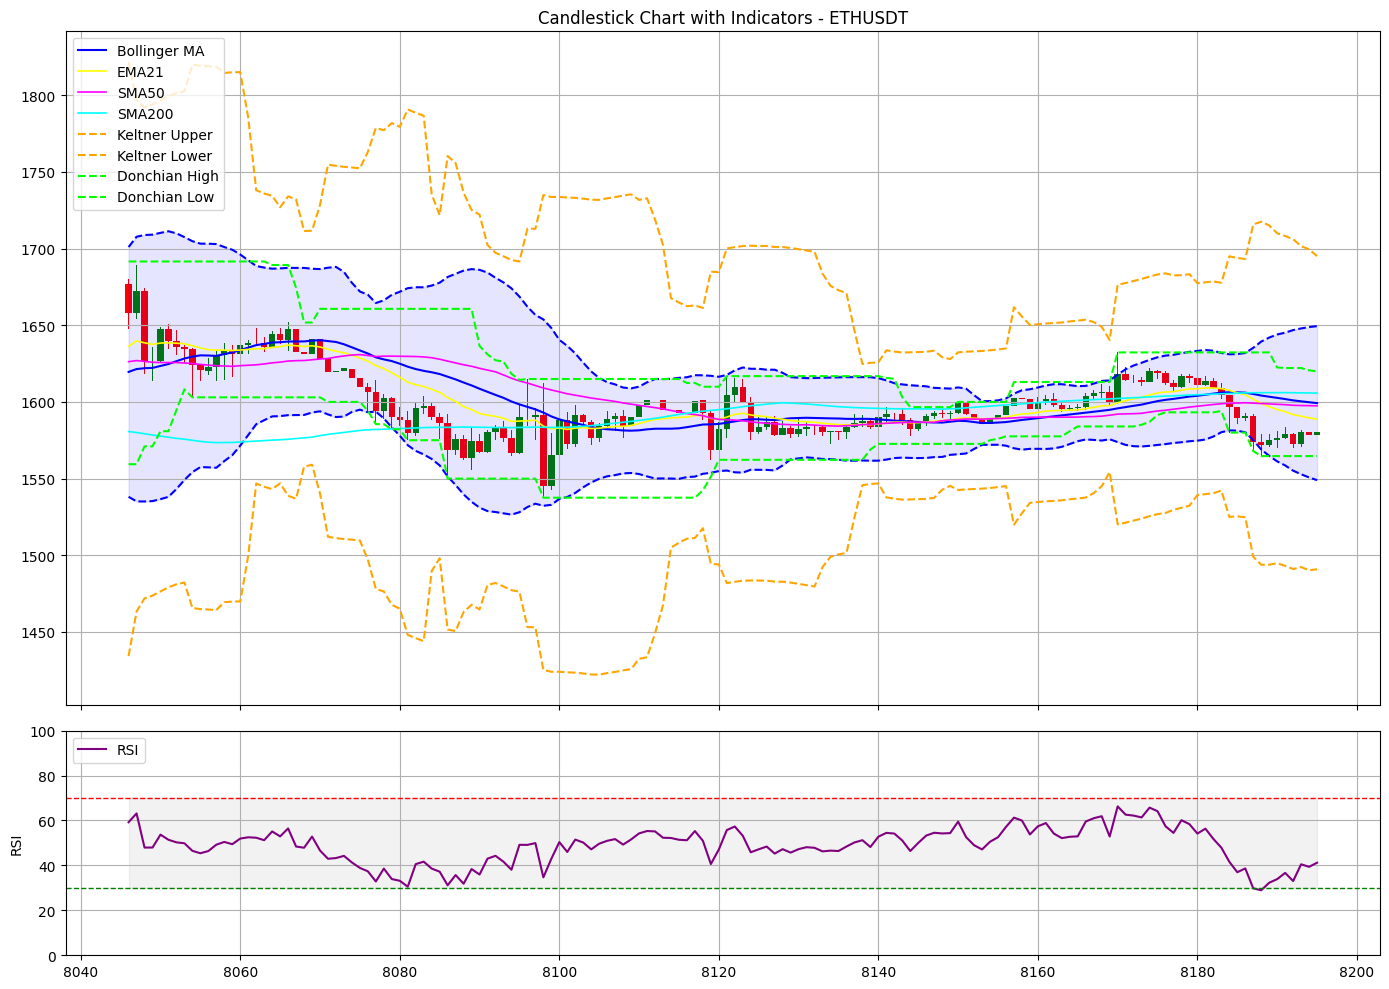 Candlestick Chart with Indicators - ETHUSDT
Bollinger MA
EMA21
SMA50
SMA200
Keltner Upper
Keltner Lower
Donchian High
Donchian Low
1800
1750
1700
1650
1600
1550
1500
1450
RSI
100
80
60
40
20
0
RSI
8040
8060
8080
8100
8120
8140
8160
8180
8200